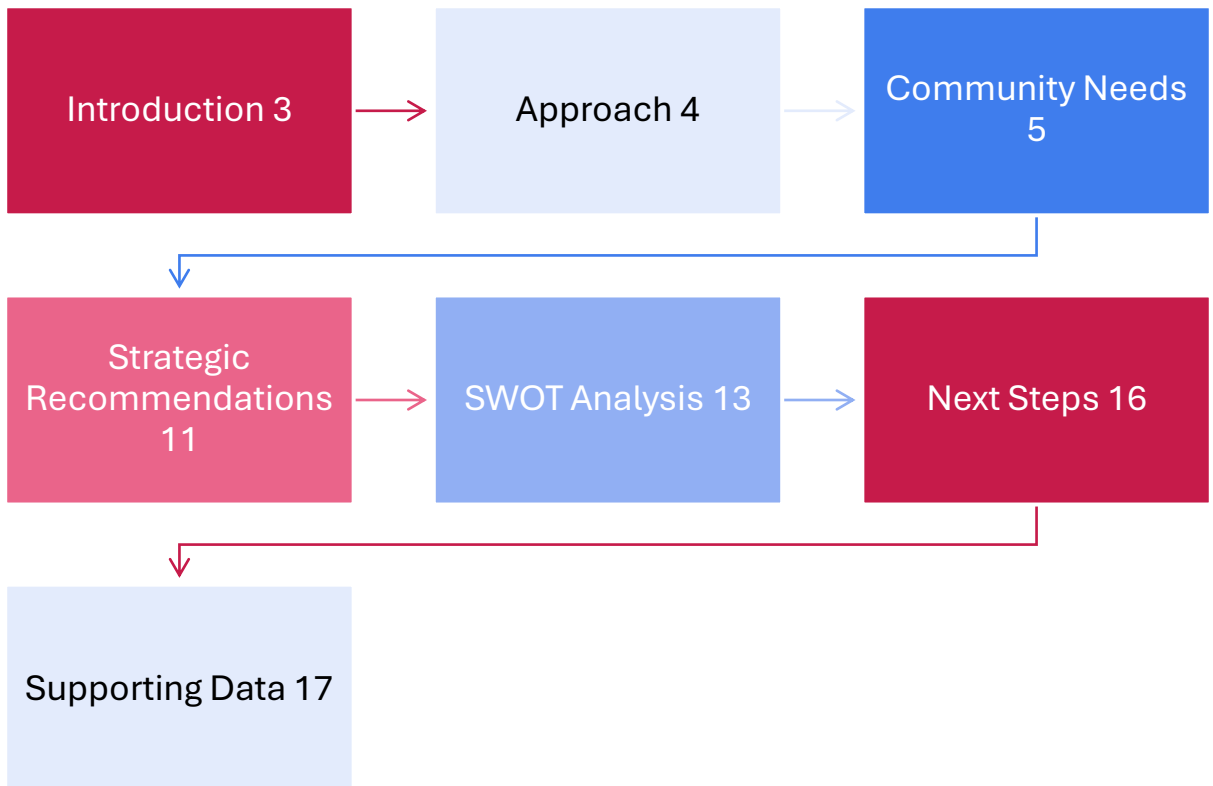 Introduction 3
Approach 4
Community Needs
5
Strategic
Recommendations
11
SWOT Analysis 13
Next Steps 16
Supporting Data 17